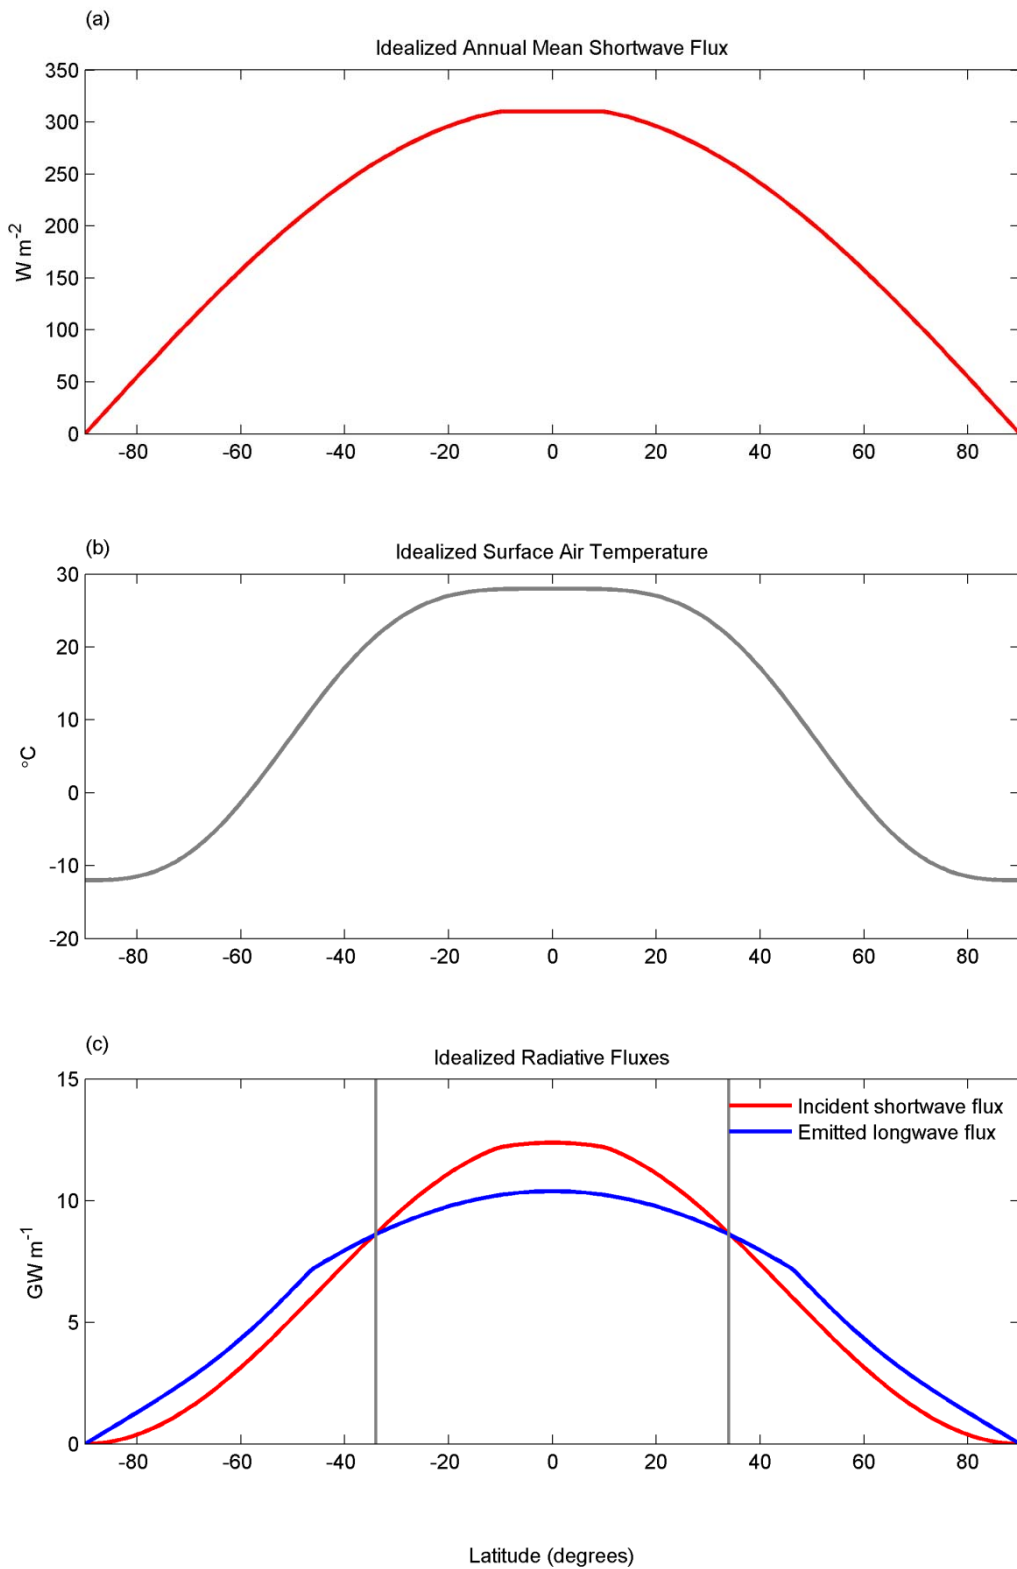 (a)
Idealized Annual Mean Shortwave Flux
350
300
250
200
150
100
50
0
W m-2
-80 -60 -40 -20 0 20 40 60 80
(b)
Idealized Surface Air Temperature
30
20
10
0
-10
-20
°C
-80 -60 -40 -20 0 20 40 60 80
(c)
Idealized Radiative Fluxes
15
10
5
0
GW m-1
Incident shortwave flux
Emitted longwave flux
-80 -60 -40 -20 0 20 40 60 80
Latitude (degrees)